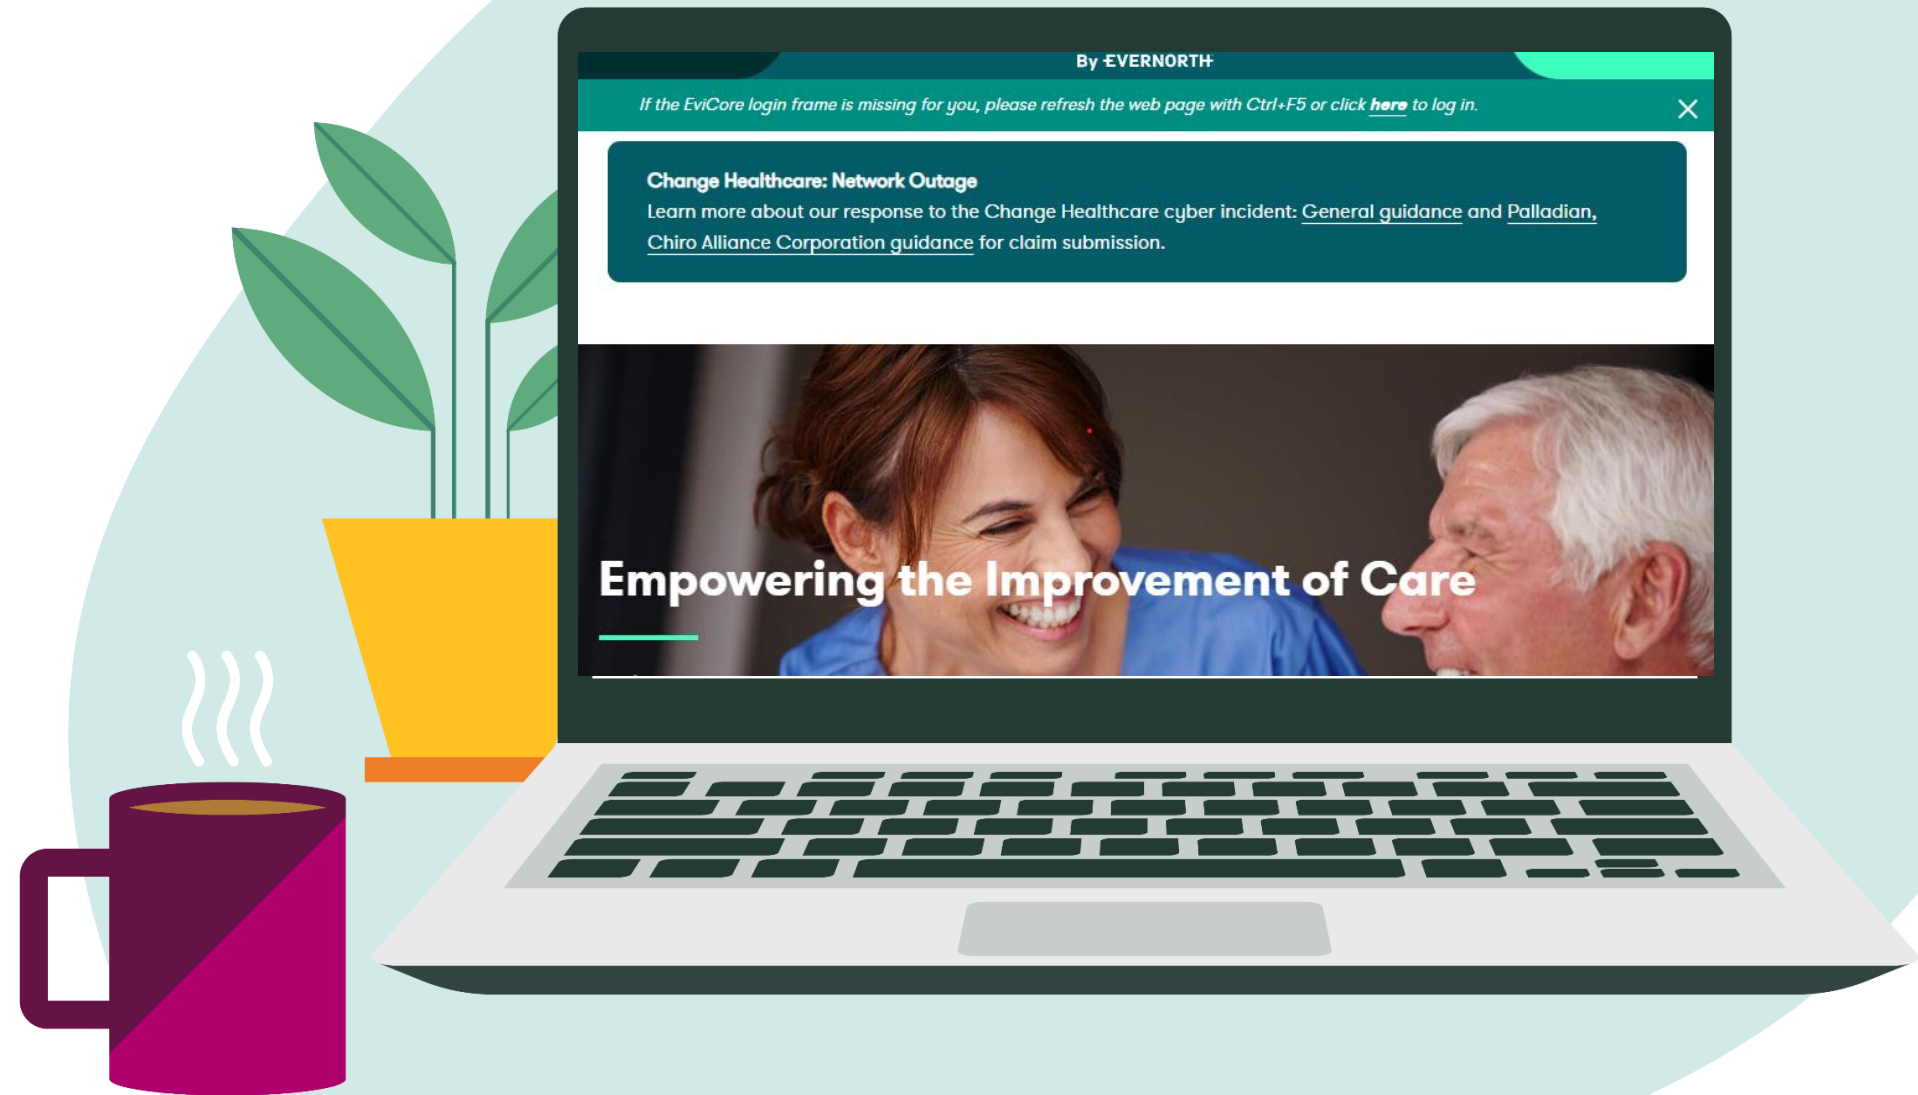 By EVERNORTH
If the EviCore login frame is missing for you, please refresh the web page with Ctrl+F5 or click here to log in.
Change Healthcare: Network Outage
Learn more about our response to the Change Healthcare cyber incident: General guidance and Palladian,
Chiro Alliance Corporation guidance for claim submission.
Empowering the Improvement of Care